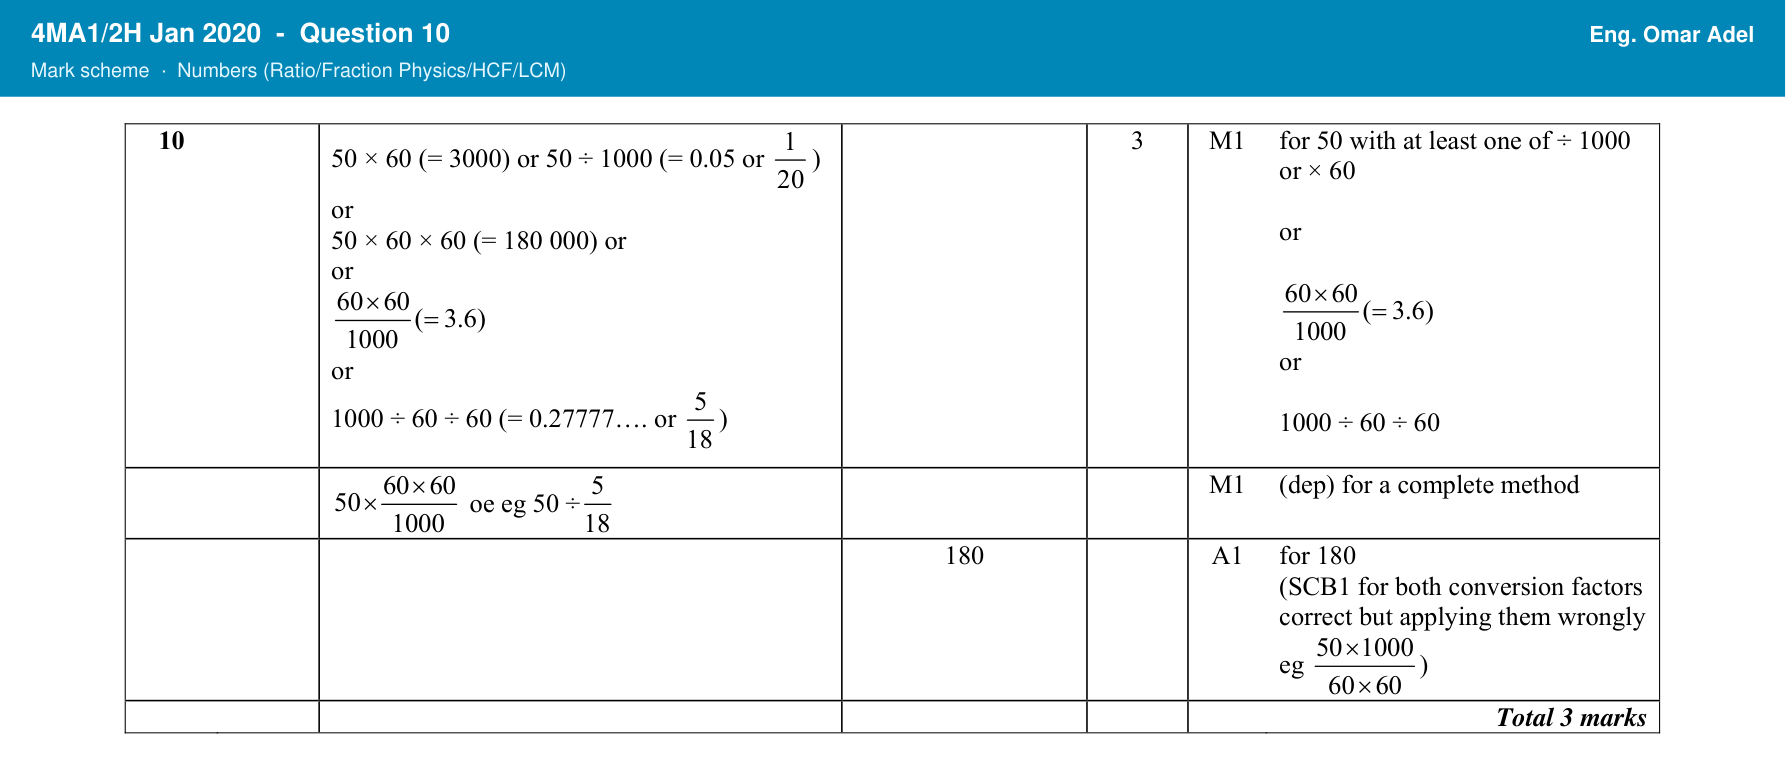 4MA1/2H Jan 2020 - Question 10
Eng. Omar Adel
Mark scheme · Numbers (Ratio/Fraction Physics/HCF/LCM)
10
50 × 60 (= 3000) or 50 ÷ 1000 (= 0.05 or 1/20 )
or
50 × 60 × 60 (= 180 000) or
or
60×60/1000 (= 3.6)
or
1000 ÷ 60 ÷ 60 (= 0.27777…. or 5/18 )
3
M1 for 50 with at least one of ÷ 1000
or × 60
or
60×60/1000 (= 3.6)
or
1000 ÷ 60 ÷ 60
50× 60×60/1000 oe eg 50 ÷ 5/18
M1 (dep) for a complete method
180
A1 for 180
(SCB1 for both conversion factors
correct but applying them wrongly
eg 50×1000/60×60 )
Total 3 marks